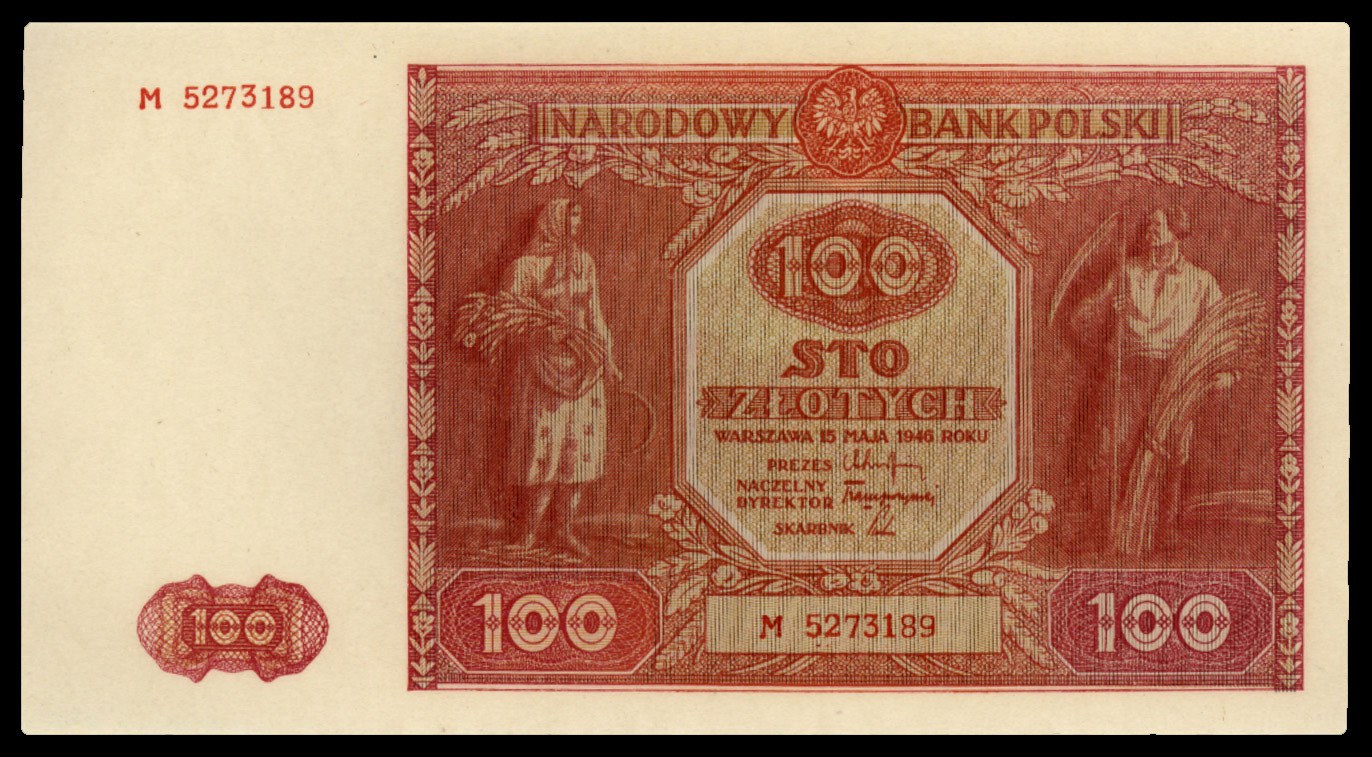 M 5273189
NARODOWY BANK POLSKI
100
STO
ZŁOTYCH
WARSZAWA 15 MAJA 1946 ROKU
PREZES
NACZELNY
DYREKTOR
SKARBNIK
100
100
M 5273189
100